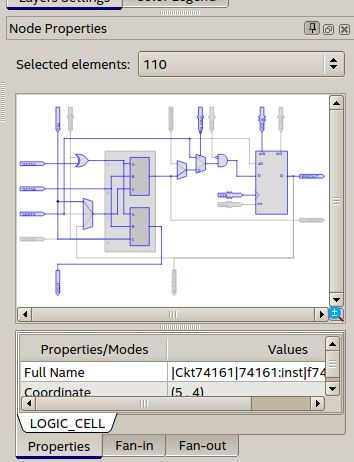 Layers Settings Color Legend
Node Properties
Selected elements: 110
A
B
C
A
B
C
D Q
Properties/Modes Values
Full Name |Ckt74161|74161:inst|f74
Coordinate (5 , 4)
LOGIC_CELL
Properties Fan-in Fan-out